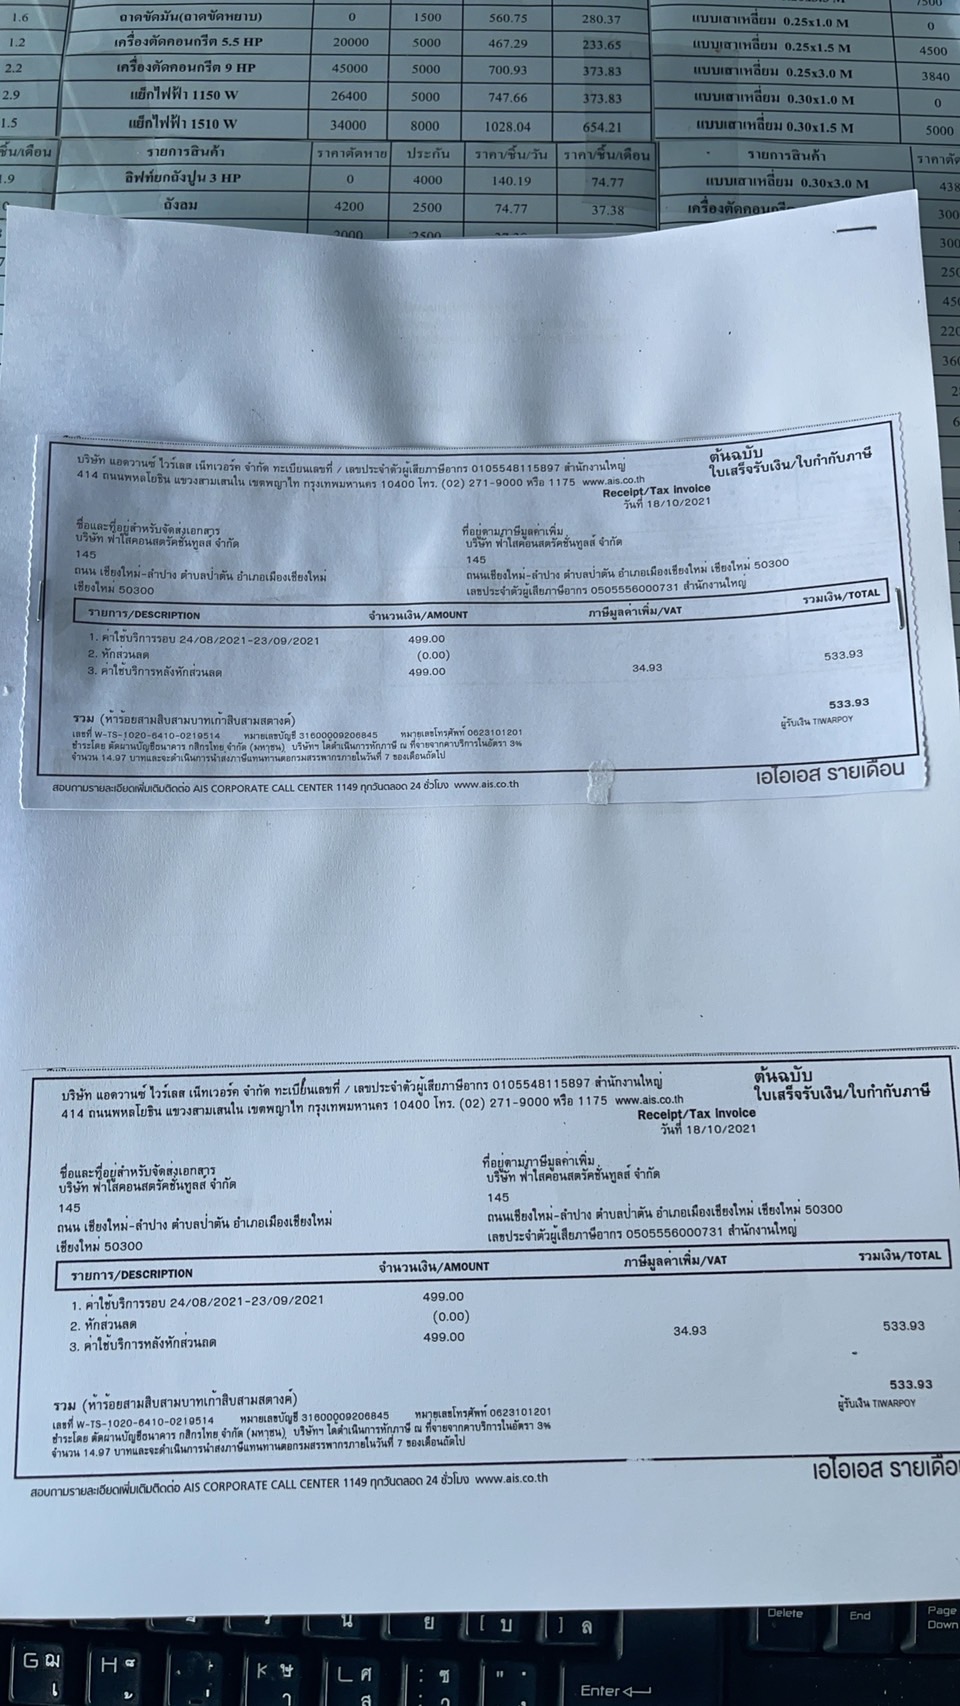 1.6 ถาดขัดมัน(ถาดขัดหยาบ) 0 1500 560.75 280.37 แบบเสาเหลี่ยม 0.25x1.0 M 0
1.2 เครื่องตัดคอนกรีต 5.5 HP 20000 5000 467.29 233.65 แบบเสาเหลี่ยม 0.25x1.5 M 4500
2.2 เครื่องตัดคอนกรีต 9 HP 45000 5000 700.93 373.83 แบบเสาเหลี่ยม 0.25x3.0 M 3840
2.9 แย็กไฟฟ้า 1150 W 26400 5000 747.66 373.83 แบบเสาเหลี่ยม 0.30x1.0 M 0
1.5 แย็กไฟฟ้า 1510 W 34000 8000 1028.04 654.21 แบบเสาเหลี่ยม 0.30x1.5 M 5000
ชิ้น/เดือน รายการสินค้า ราคาตัดหาย ประกัน ราคา/ชิ้น/วัน ราคา/ชิ้น/เดือน รายการสินค้า
1.9 ลิฟท์ยกถังปูน 3 HP 0 4000 140.19 74.77 แบบเสาเหลี่ยม 0.30x3.0 M
ถังลม 4200 2500 74.77 37.38
บริษัท แอดวานซ์ ไวร์เลส เน็ทเวอร์ค จำกัด ทะเบียนเลขที่ / เลขประจำตัวผู้เสียภาษีอากร 0105548115897 สำนักงานใหญ่
414 ถนนพหลโยธิน แขวงสามเสนใน เขตพญาไท กรุงเทพมหานคร 10400 โทร. (02) 271-9000 หรือ 1175 www.ais.co.th
ต้นฉบับ
ใบเสร็จรับเงิน/ใบกำกับภาษี
Receipt/Tax Invoice
วันที่ 18/10/2021
ชื่อและที่อยู่สำหรับจัดส่งเอกสาร
บริษัท ฟ้าใสคอนสตรัคชั่นทูลส์ จำกัด
145
ถนน เชียงใหม่-ลำปาง ตำบลป่าตัน อำเภอเมืองเชียงใหม่
เชียงใหม่ 50300
ที่อยู่ตามภาษีมูลค่าเพิ่ม
บริษัท ฟ้าใสคอนสตรัคชั่นทูลส์ จำกัด
145
ถนนเชียงใหม่-ลำปาง ตำบลป่าตัน อำเภอเมืองเชียงใหม่ เชียงใหม่ 50300
เลขประจำตัวผู้เสียภาษีอากร 0505556000731 สำนักงานใหญ่
รายการ/DESCRIPTION จำนวนเงิน/AMOUNT ภาษีมูลค่าเพิ่ม/VAT รวมเงิน/TOTAL
1. ค่าใช้บริการรอบ 24/08/2021-23/09/2021 499.00
2. หักส่วนลด (0.00)
3. ค่าใช้บริการหลังหักส่วนลด 499.00 34.93 533.93
533.93
รวม (ห้าร้อยสามสิบสามบาทเก้าสิบสามสตางค์)
ผู้รับเงิน TIWARPOY
เลขที่ W-TS-1020-6410-0219514 หมายเลขบัญชี 31600009206845 หมายเลขโทรศัพท์ 0623101201
ชำระโดย ตัดผ่านบัญชีธนาคาร กสิกรไทย จำกัด (มหาชน) บริษัทฯ ได้ดำเนินการหักภาษี ณ ที่จ่ายจากค่าบริการในอัตรา 3%
จำนวน 14.97 บาทและจะดำเนินการนำส่งภาษีแทนท่านต่อกรมสรรพากรภายในวันที่ 7 ของเดือนถัดไป
สอบถามรายละเอียดเพิ่มเติมติดต่อ AIS CORPORATE CALL CENTER 1149 ทุกวันตลอด 24 ชั่วโมง www.ais.co.th
เอไอเอส รายเดือน
บริษัท แอดวานซ์ ไวร์เลส เน็ทเวอร์ค จำกัด ทะเบียนเลขที่ / เลขประจำตัวผู้เสียภาษีอากร 0105548115897 สำนักงานใหญ่
414 ถนนพหลโยธิน แขวงสามเสนใน เขตพญาไท กรุงเทพมหานคร 10400 โทร. (02) 271-9000 หรือ 1175 www.ais.co.th
ต้นฉบับ
ใบเสร็จรับเงิน/ใบกำกับภาษี
Receipt/Tax Invoice
วันที่ 18/10/2021
ชื่อและที่อยู่สำหรับจัดส่งเอกสาร
บริษัท ฟ้าใสคอนสตรัคชั่นทูลส์ จำกัด
145
ถนน เชียงใหม่-ลำปาง ตำบลป่าตัน อำเภอเมืองเชียงใหม่
เชียงใหม่ 50300
ที่อยู่ตามภาษีมูลค่าเพิ่ม
บริษัท ฟ้าใสคอนสตรัคชั่นทูลส์ จำกัด
145
ถนนเชียงใหม่-ลำปาง ตำบลป่าตัน อำเภอเมืองเชียงใหม่ เชียงใหม่ 50300
เลขประจำตัวผู้เสียภาษีอากร 0505556000731 สำนักงานใหญ่
รายการ/DESCRIPTION จำนวนเงิน/AMOUNT ภาษีมูลค่าเพิ่ม/VAT รวมเงิน/TOTAL
1. ค่าใช้บริการรอบ 24/08/2021-23/09/2021 499.00
2. หักส่วนลด (0.00)
3. ค่าใช้บริการหลังหักส่วนลด 499.00 34.93 533.93
533.93
รวม (ห้าร้อยสามสิบสามบาทเก้าสิบสามสตางค์)
ผู้รับเงิน TIWARPOY
เลขที่ W-TS-1020-6410-0219514 หมายเลขบัญชี 31600009206845 หมายเลขโทรศัพท์ 0623101201
ชำระโดย ตัดผ่านบัญชีธนาคาร กสิกรไทย จำกัด (มหาชน) บริษัทฯ ได้ดำเนินการหักภาษี ณ ที่จ่ายจากค่าบริการในอัตรา 3%
จำนวน 14.97 บาทและจะดำเนินการนำส่งภาษีแทนท่านต่อกรมสรรพากรภายในวันที่ 7 ของเดือนถัดไป
สอบถามรายละเอียดเพิ่มเติมติดต่อ AIS CORPORATE CALL CENTER 1149 ทุกวันตลอด 24 ชั่วโมง www.ais.co.th
เอไอเอส รายเดือ
น ย [ บ ] ล Delete End Page Down
G ฌ เ H K ษ า L ศ ส : ซ " . Enter